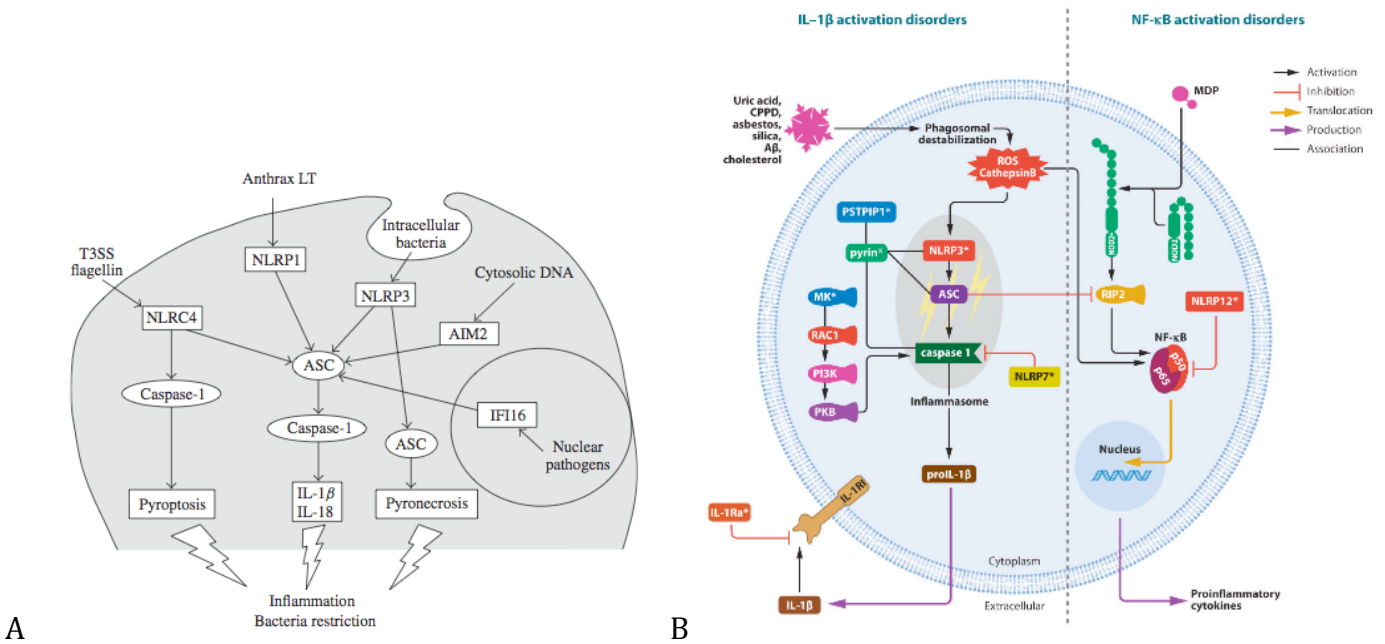 Anthrax LT
Intracellular
bacteria
T3SS
flagellin
NLRP1
Cytosolic DNA
NLRP3
NLRC4
AIM2
ASC
Caspase-1
IFI16
Caspase-1
ASC
Nuclear
pathogens
Pyroptosis
IL-1β
IL-18
Pyronecrosis
Inflammation
Bacteria restriction
A
IL–1β activation disorders
NF-κB activation disorders
Activation
Inhibition
Translocation
Production
Association
MDP
Uric acid,
CPPD,
asbestos,
silica,
Aβ,
cholesterol
Phagosomal
destabilization
ROS
CathepsinB
PSTPIP1*
pyrin*
NLRP3*
NOD2
NOD2
MK*
ASC
RIP2
NLRP12*
RAC1
NF-κB
caspase 1
p50
p65
PI3K
NLRP7*
PKB
Inflammasome
Nucleus
proIL-1β
IL-1RI
IL-1Ra*
Cytoplasm
IL-1β
Extracellular
Proinflammatory
cytokines
B